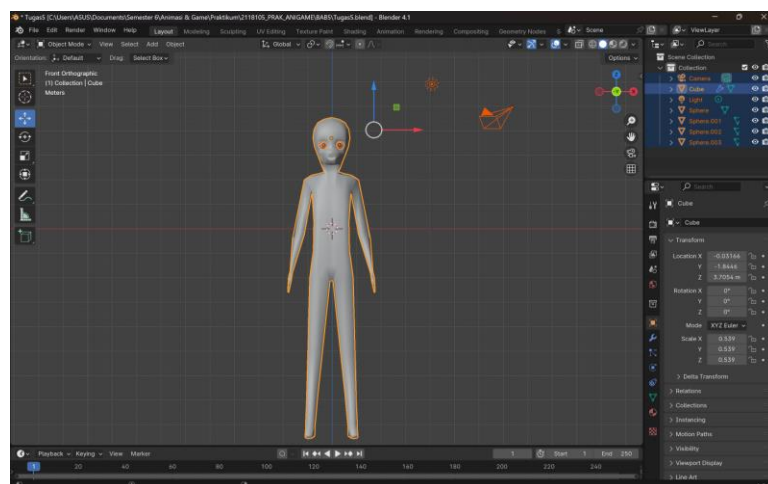 * TugasS [C:\Users\ASUS\Documents\Semester 6\Animasi & Game\Praktikum\2118105_PRAK_ANIGAME\BAB5\TugasS.blend] - Blender 4.1
File Edit Render Window Help Layout Modeling Sculpting UV Editing Texture Paint Shading Animation Rendering Compositing Geometry Nodes Scene ViewLayer
Object Mode View Select Add Object Global
Orientation: Default Drag: Select Box Options
Front Orthographic
(1) Collection | Cube
Meters
Z
Search
Scene Collection
Collection
Camera
Cube
Light
Sphere
Sphere.001
Sphere.002
Sphere.003
Search
Cube
Cube
Transform
Location X -0.03166
Y -1.8446
Z 3.7054 m
Rotation X 0°
Y 0°
Z 0°
Mode XYZ Euler
Scale X 0.539
Y 0.539
Z 0.539
Delta Transform
Relations
Collections
Instancing
Motion Paths
Visibility
Viewport Display
Line Art
Playback Keying View Marker 1 Start 1 End 250
1 20 40 60 80 100 120 140 160 180 200 220 240